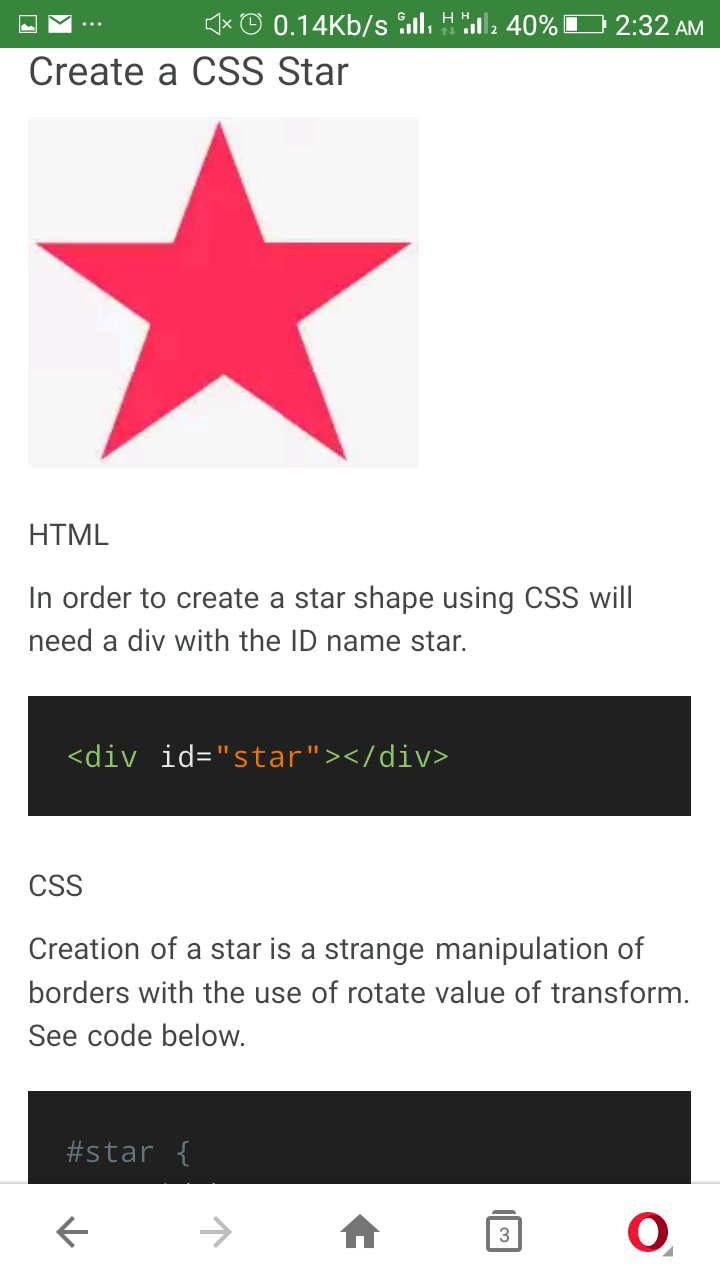 0.14Kb/s G 1 H H 2 40% 2:32 AM
Create a CSS Star
HTML
In order to create a star shape using CSS will
need a div with the ID name star.
<div id="star"></div>
CSS
Creation of a star is a strange manipulation of
borders with the use of rotate value of transform.
See code below.
#star {
3